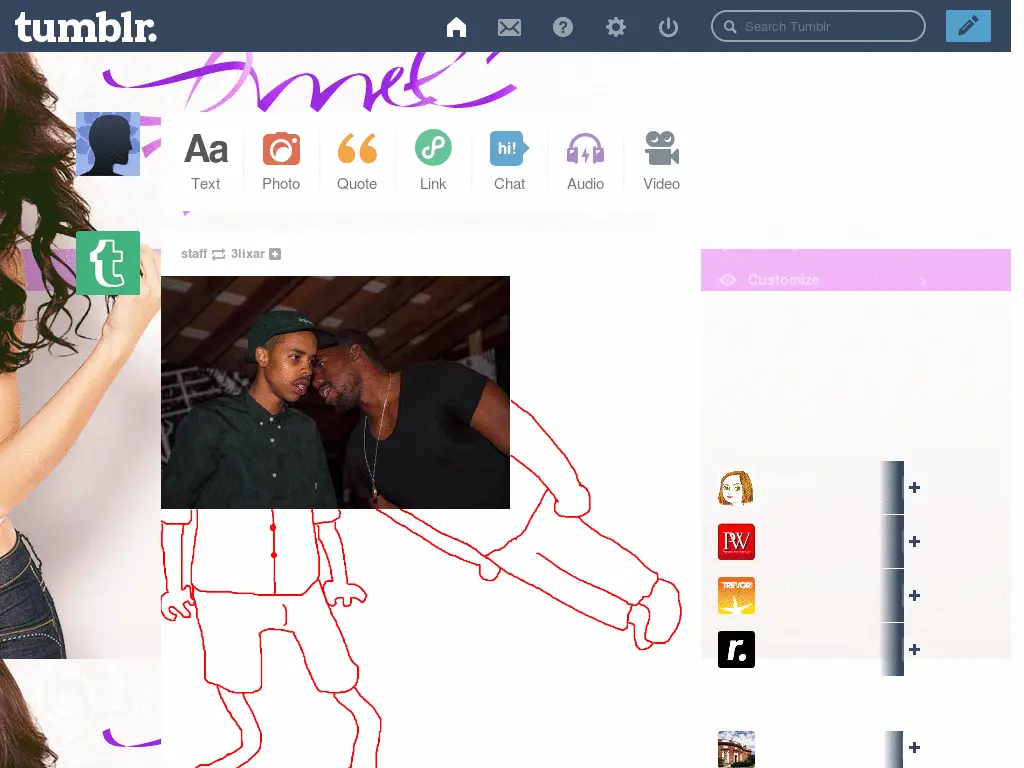 tumblr.
Search Tumblr
Aa
hi!
Text
Photo
Quote
Link
Chat
Audio
Video
t
staff 3lixar
Customize
PW
TREVOR
r.